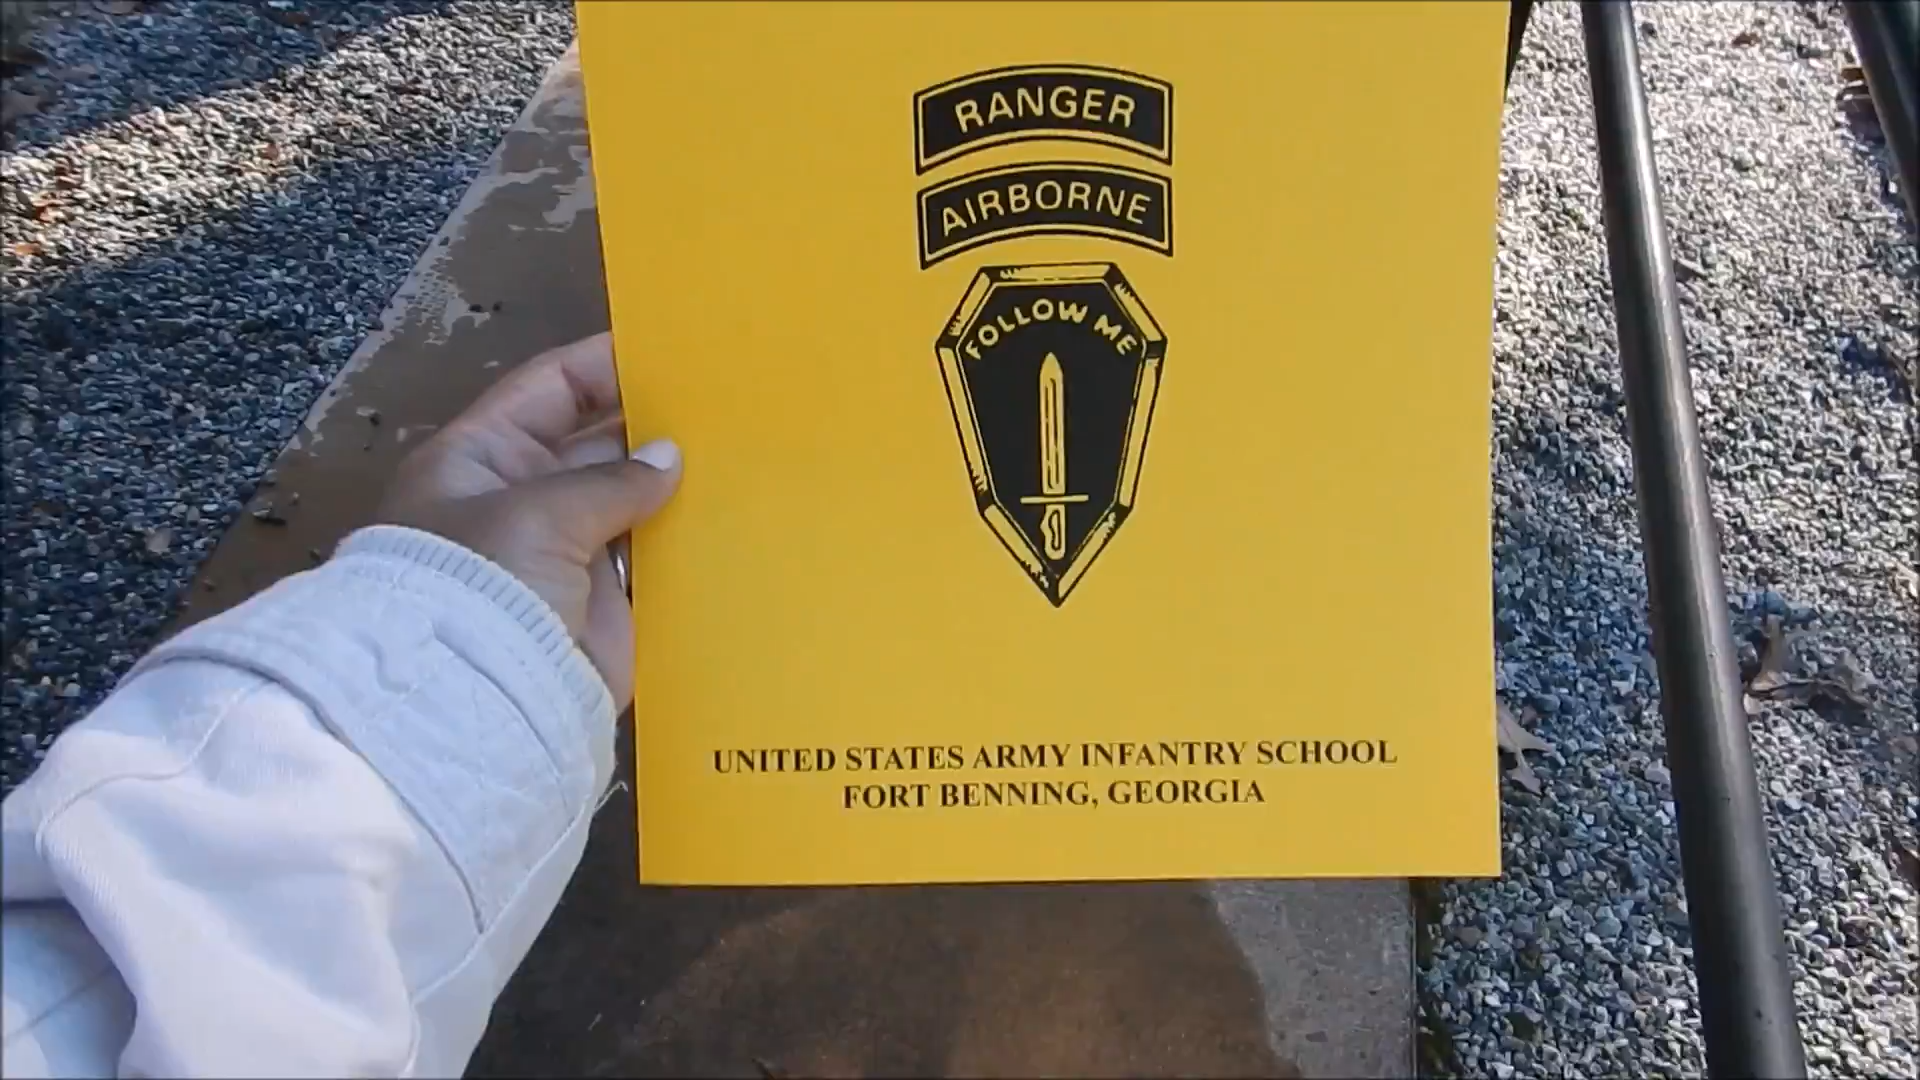 RANGER
AIRBORNE
FOLLOW ME
UNITED STATES ARMY INFANTRY SCHOOL
FORT BENNING, GEORGIA